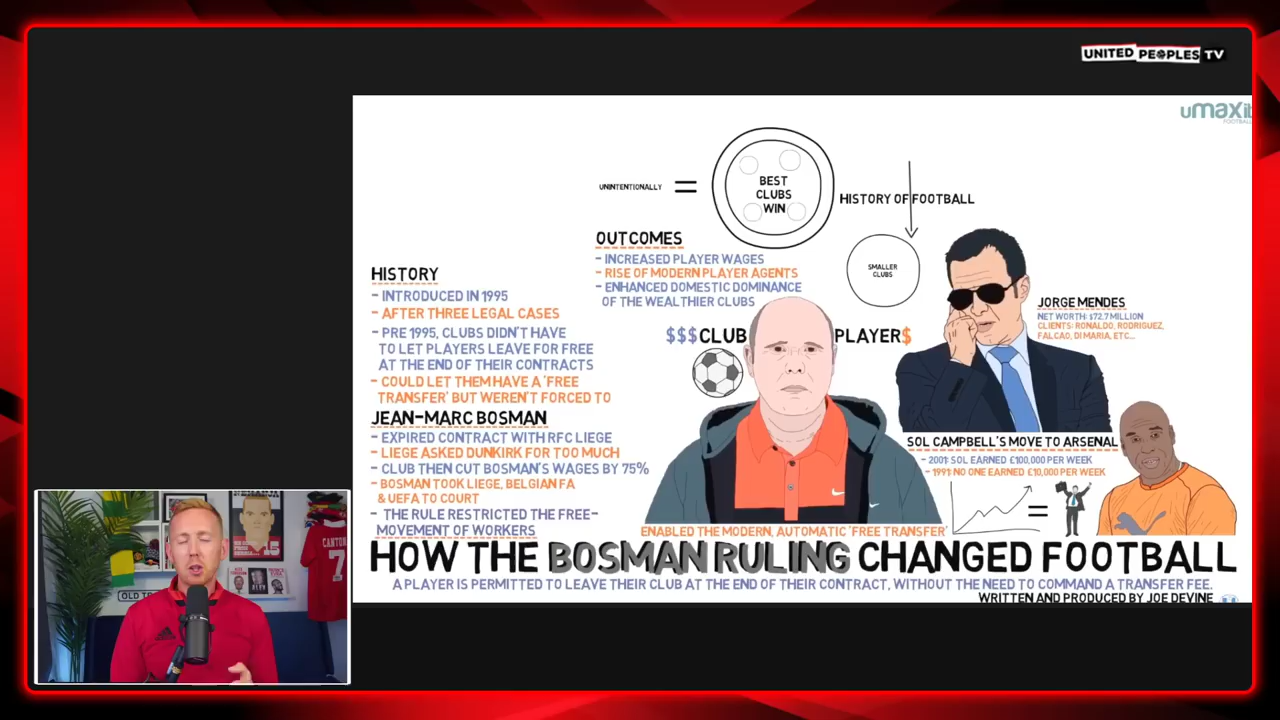 UNITED PEOPLES TV
UMAXit
FOOTBALL
UNINTENTIONALLY
=
BEST
CLUBS
WIN
HISTORY OF FOOTBALL
SMALLER
CLUBS
OUTCOMES
- INCREASED PLAYER WAGES
- RISE OF MODERN PLAYER AGENTS
- ENHANCED DOMESTIC DOMINANCE
OF THE WEALTHIER CLUBS
HISTORY
- INTRODUCED IN 1995
- AFTER THREE LEGAL CASES
- PRE 1995, CLUBS DIDN'T HAVE
TO LET PLAYERS LEAVE FOR FREE
AT THE END OF THEIR CONTRACTS
- COULD LET THEM HAVE A 'FREE
TRANSFER' BUT WEREN'T FORCED TO
JEAN-MARC BOSMAN
- EXPIRED CONTRACT WITH RFC LIEGE
- LIEGE ASKED DUNKIRK FOR TOO MUCH
- CLUB THEN CUT BOSMAN'S WAGES BY 75%
- BOSMAN TOOK LIEGE, BELGIAN FA
& UEFA TO COURT
- THE RULE RESTRICTED THE FREE-
MOVEMENT OF WORKERS
$$$CLUB
PLAYER$
JORGE MENDES
NET WORTH: $72.7 MILLION
CLIENTS: RONALDO, RODRIGUEZ,
FALCAO, DI MARIA, ETC...
SOL CAMPBELL'S MOVE TO ARSENAL
- 2001: SOL EARNED £100,000 PER WEEK
- 1991: NO ONE EARNED £10,000 PER WEEK
=
ENABLED THE MODERN, AUTOMATIC 'FREE TRANSFER'
HOW THE BOSMAN RULING CHANGED FOOTBALL
A PLAYER IS PERMITTED TO LEAVE THEIR CLUB AT THE END OF THEIR CONTRACT, WITHOUT THE NEED TO COMMAND A TRANSFER FEE.
WRITTEN AND PRODUCED BY JOE DEVINE
CANTON
7
OLD TR